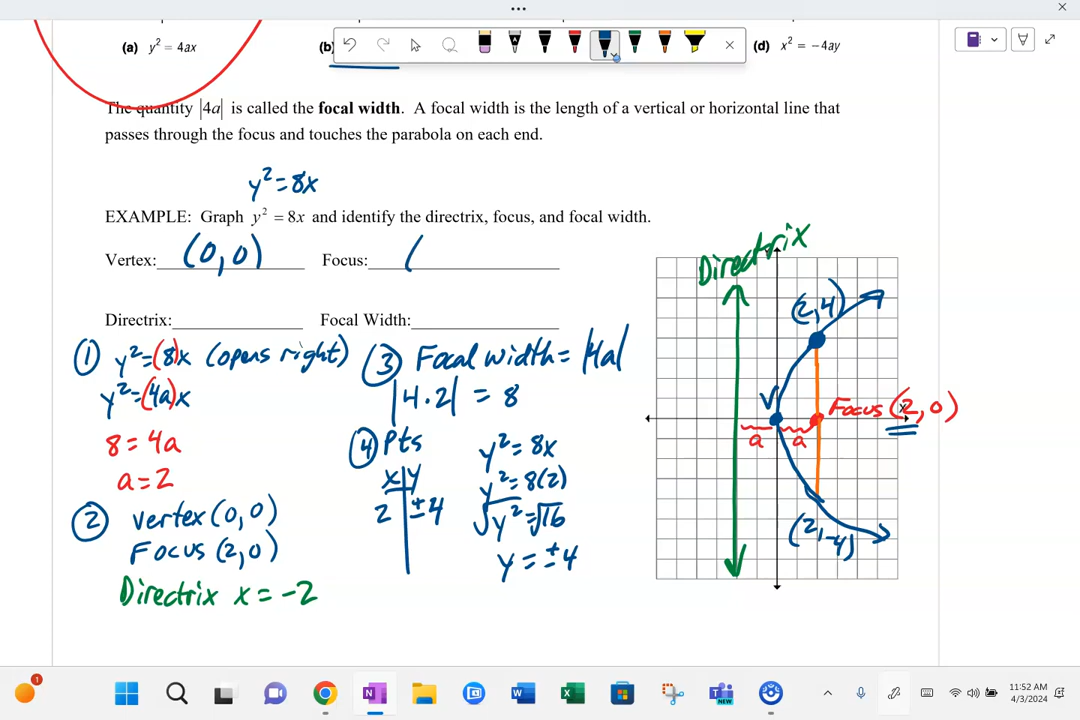 (a) y² = 4ax
(b)
(d) x² = −4ay
The quantity |4a| is called the focal width. A focal width is the length of a vertical or horizontal line that
passes through the focus and touches the parabola on each end.
y² = 8x
EXAMPLE: Graph y² = 8x and identify the directrix, focus, and focal width.
Vertex: (0,0) Focus: (
Directrix: Focal Width:
① y² = (8)x (opens right)
y² = (4a)x
8 = 4a
a = 2
② vertex (0,0)
Focus (2,0)
Directrix x = -2
③ Focal width = |4a|
|4·2| = 8
④ Pts
x y
2 ±4
y² = 8x
y² = 8(2)
√y² = √16
y = ±4
Directrix
(2,4)
V
Focus (2,0)
a a
(2,-4)
1
NEW
11:52 AM
4/3/2024